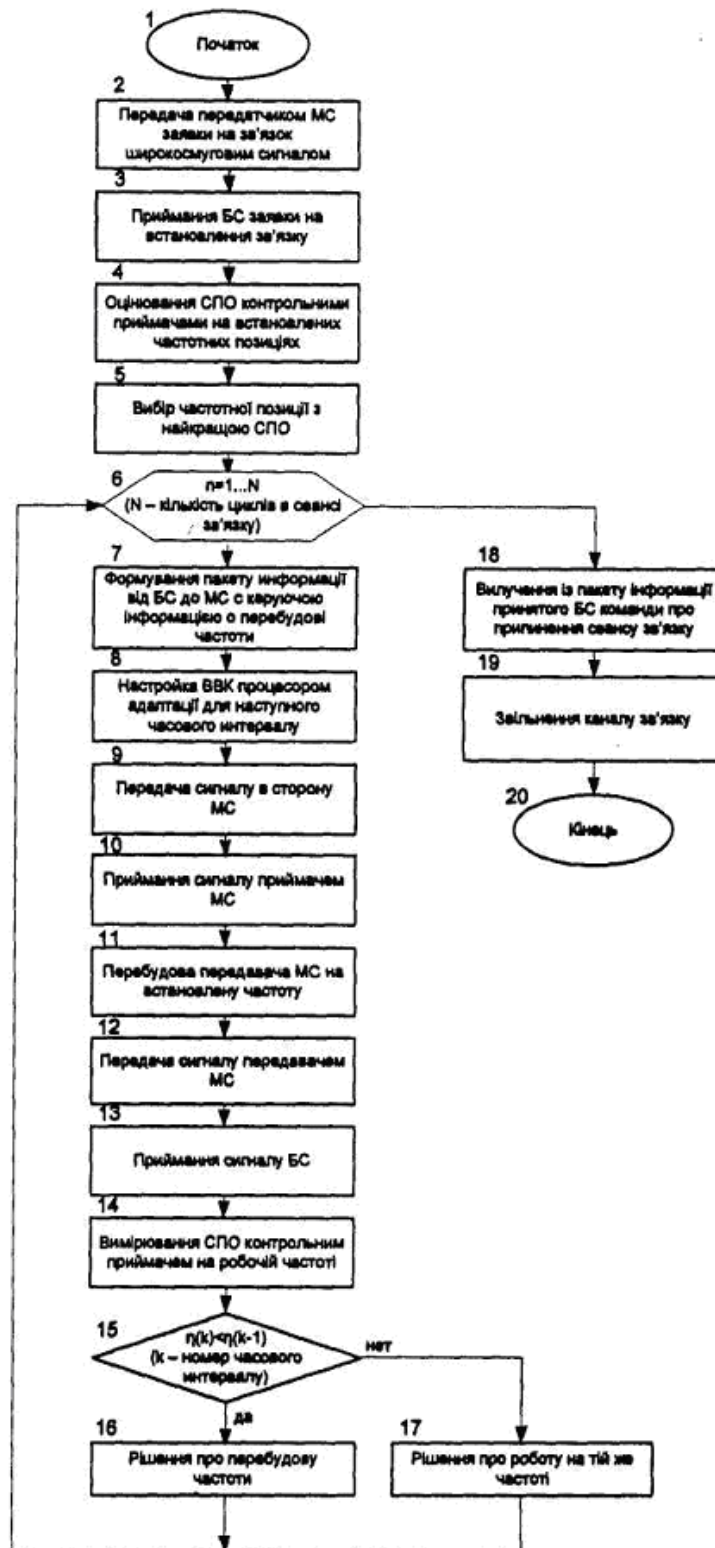 1
Початок
2
Передача передатчиком МС
заявки на зв'язок
широкосмуговим сигналом
3
Приймання БС заявки на
встановлення зв'язку
4
Оцінювання СПО контрольними
приймачами на встановлених
частотних позиціях
5
Вибір частотної позиції з
найкращою СПО
6
n=1...N
(N – кількість циклів в сеансі
зв'язку)
7
Формування пакету информації
від БС до МС с каруючою
інформацією о перебудові
частоти
8
Настройка ВВК процесором
адаптації для наступного
часового интервалу
9
Передача сигналу в сторону
МС
10
Приймання сигналу приймачем
МС
11
Перебудова передавача МС на
встановлену частоту
12
Передача сигналу передавачем
МС
13
Приймання сигналу БС
14
Вимірювання СПО контрольним
приймачем на робочій частоті
15
η(k)<η(k-1)
(k – номер часового
интервалу)
нет
да
16
Рішення про перебудову
частоти
17
Рішення про роботу на тій же
частоті
18
Вилучення із пакету інформації
принятого БС команди про
припинення сеансу зв'язку
19
Звільнення каналу зв'язку
20
Кінець